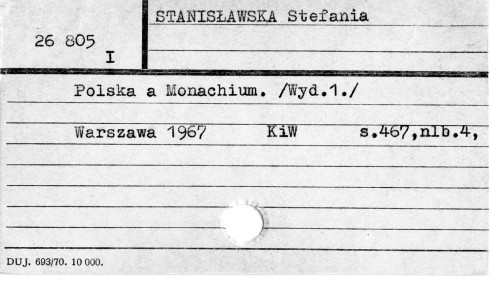 STANISŁAWSKA Stefania
26 805
I
Polska a Monachium. /Wyd.1./
Warszawa 1967 KiW s.467,nlb.4,
DUJ. 693/70. 10 000.